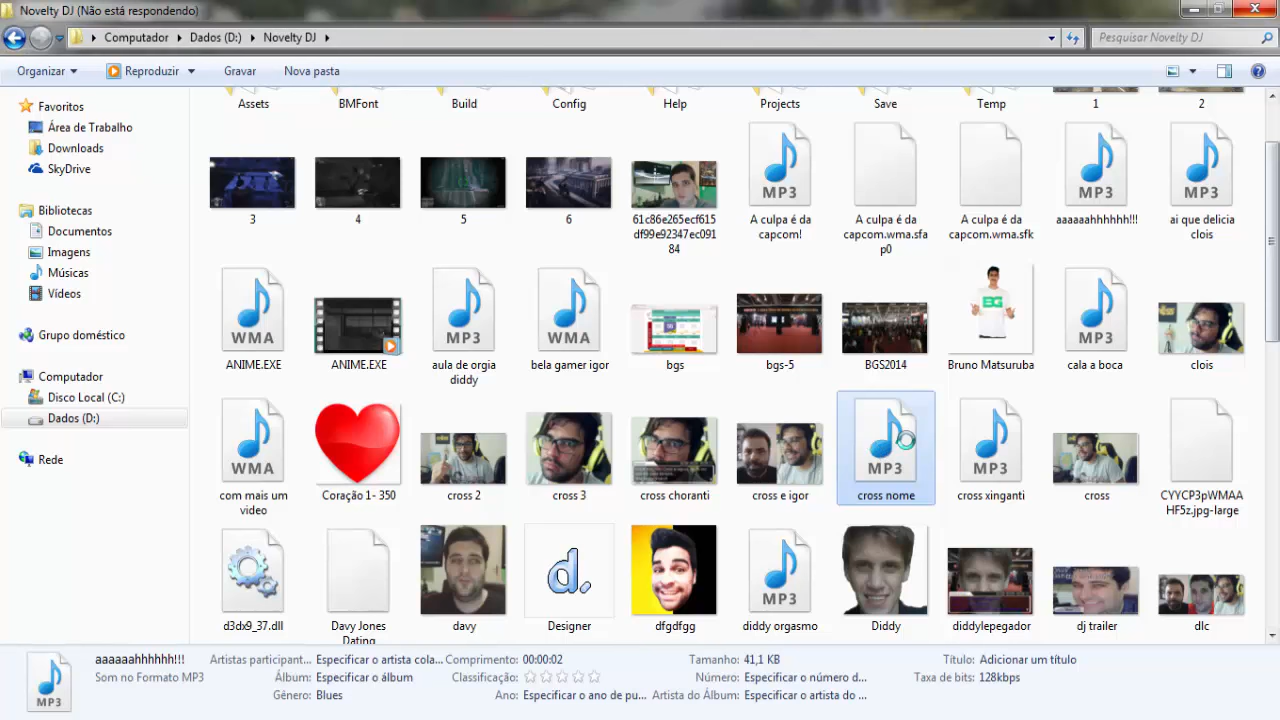 Novelty DJ (Não está respondendo)
Computador Dados (D:) Novelty DJ
Pesquisar Novelty DJ
Organizar Reproduzir Gravar Nova pasta
Favoritos
Área de Trabalho
Downloads
SkyDrive
Bibliotecas
Documentos
Imagens
Músicas
Vídeos
Grupo doméstico
Computador
Disco Local (C:)
Dados (D:)
Rede
Assets BMFont Build Config Help Projects Save Temp 1 2
MP3 MP3 MP3
3 4 5 6 61c86e265ecf615 A culpa é da A culpa é da A culpa é da aaaaaahhhhhh!!! ai que delicia
df99e92347ec091 capcom! capcom.wma.sfa capcom.wma.sfk clois
84 p0
WMA MP3 WMA MP3
ANIME.EXE ANIME.EXE aula de orgia bela gamer igor bgs bgs-5 BGS2014 Bruno Matsuruba cala a boca clois
diddy
WMA MP3 MP3
com mais um Coração 1- 350 cross 2 cross 3 cross choranti cross e igor cross nome cross xinganti cross CYYCP3pWMAA
video HF5z.jpg-large
d. MP3
d3dx9_37.dll Davy Jones davy Designer dfgdfgg diddy orgasmo Diddy diddylepegador dj trailer dlc
Dating
MP3
aaaaaahhhhhh!!! Artistas participant... Especificar o artista cola... Comprimento: 00:00:02 Tamanho: 41,1 KB Título: Adicionar um título
Som no Formato MP3 Álbum: Especificar o álbum Classificação: Número: Especificar o número d... Taxa de bits: 128kbps
Gênero: Blues Ano: Especificar o ano de pu... Artista do Álbum: Especificar o artista do ...